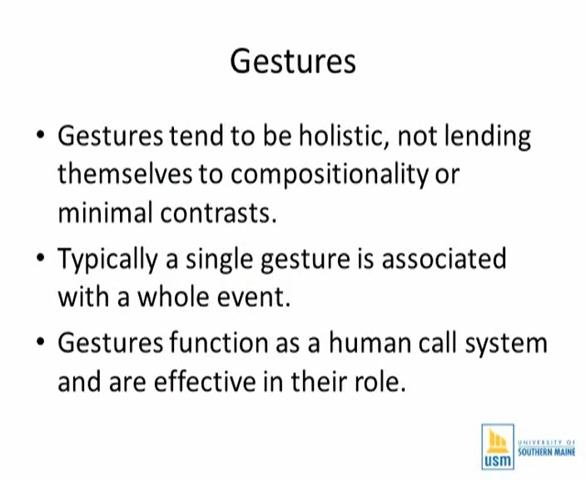 Gestures
• Gestures tend to be holistic, not lending
themselves to compositionality or
minimal contrasts.
• Typically a single gesture is associated
with a whole event.
• Gestures function as a human call system
and are effective in their role.
usm
UNIVERSITY OF
SOUTHERN MAINE